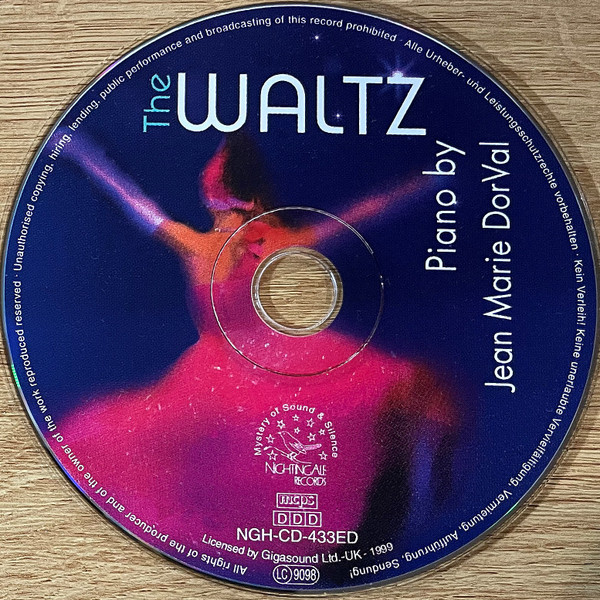 The WALTZ
Piano by
Jean Marie DorVal
Mystery of Sound & Silence
NIGHTINGALE
RECORDS
mcps
DDD
NGH-CD-433ED
Licensed by Gigasound Ltd.-UK - 1999
LC 9098
All rights of the producer and of the owner of the work reproduced reserved · Unauthorised copying, hiring, lending, public performance and broadcasting of this record prohibited · Alle Urheber- und Leistungsschutzrechte vorbehalten · Kein Verleih! Keine unerlaubte Vervielfältigung, Vermietung, Aufführung, Sendung!